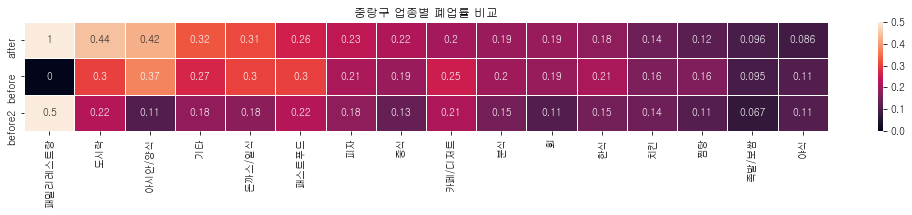 중랑구 업종별 폐업률 비교
after 1 0.44 0.42 0.32 0.31 0.26 0.23 0.22 0.2 0.19 0.19 0.18 0.14 0.12 0.096 0.086
before 0 0.3 0.37 0.27 0.3 0.3 0.21 0.19 0.25 0.2 0.19 0.21 0.16 0.16 0.095 0.11
before2 0.5 0.22 0.11 0.18 0.18 0.22 0.18 0.13 0.21 0.15 0.11 0.15 0.14 0.11 0.067 0.11
패밀리레스토랑 도시락 아시안/양식 기타 돈까스/일식 패스트푸드 피자 중식 카페/디저트 분식 회 한식 치킨 찜탕 족발/보쌈 야식
0.5
0.4
0.3
0.2
0.1
0.0